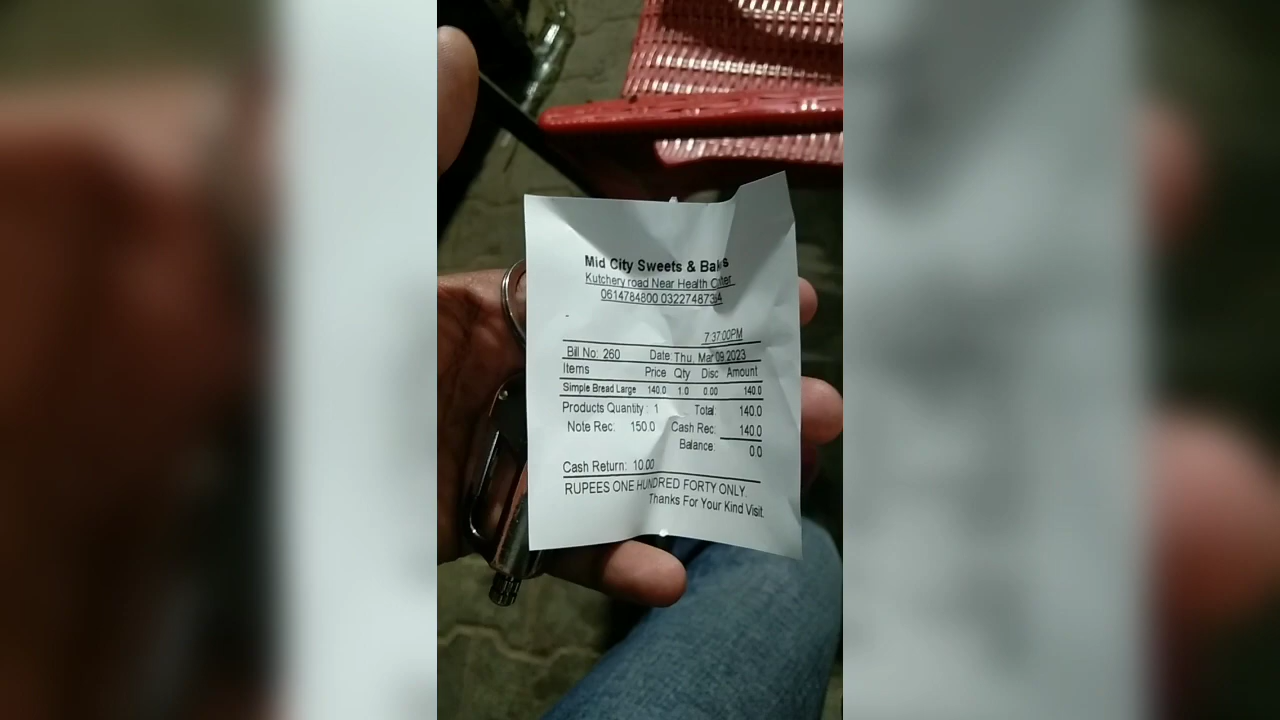 Mid City Sweets & Bakes
Kutchery road Near Health
0614784800
7:37:00PM
Bill No: 260 Date: Thu, Mar 09 2023
Items Price Qty Disc Amount
Simple Bread Large 140.0 1.0 0.00 140.0
Products Quantity : 1 Total: 140.0
Note Rec: 150.0 Cash Rec: 140.0
Balance: 0.0
Cash Return: 10.00
RUPEES ONE HUNDRED FORTY ONLY.
Thanks For Your Kind Visit.